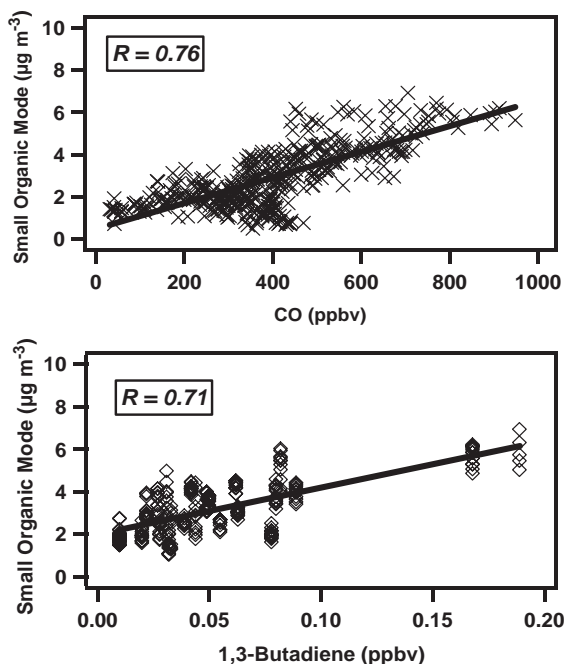 10
8
6
4
2
0
Small Organic Mode (µg m-3)
R = 0.76
0 200 400 600 800 1000
CO (ppbv)
10
8
6
4
2
0
Small Organic Mode (µg m-3)
R = 0.71
0.00 0.05 0.10 0.15 0.20
1,3-Butadiene (ppbv)